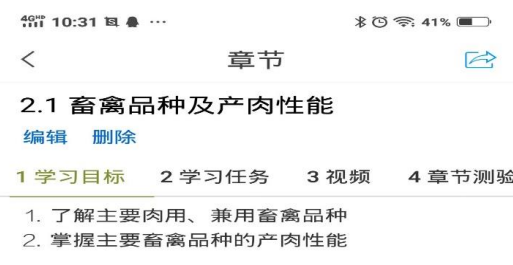 4GHD 10:31 41%
章节
2.1 畜禽品种及产肉性能
编辑 删除
1 学习目标 2 学习任务 3 视频 4 章节测验
1. 了解主要肉用、兼用畜禽品种
2. 掌握主要畜禽品种的产肉性能